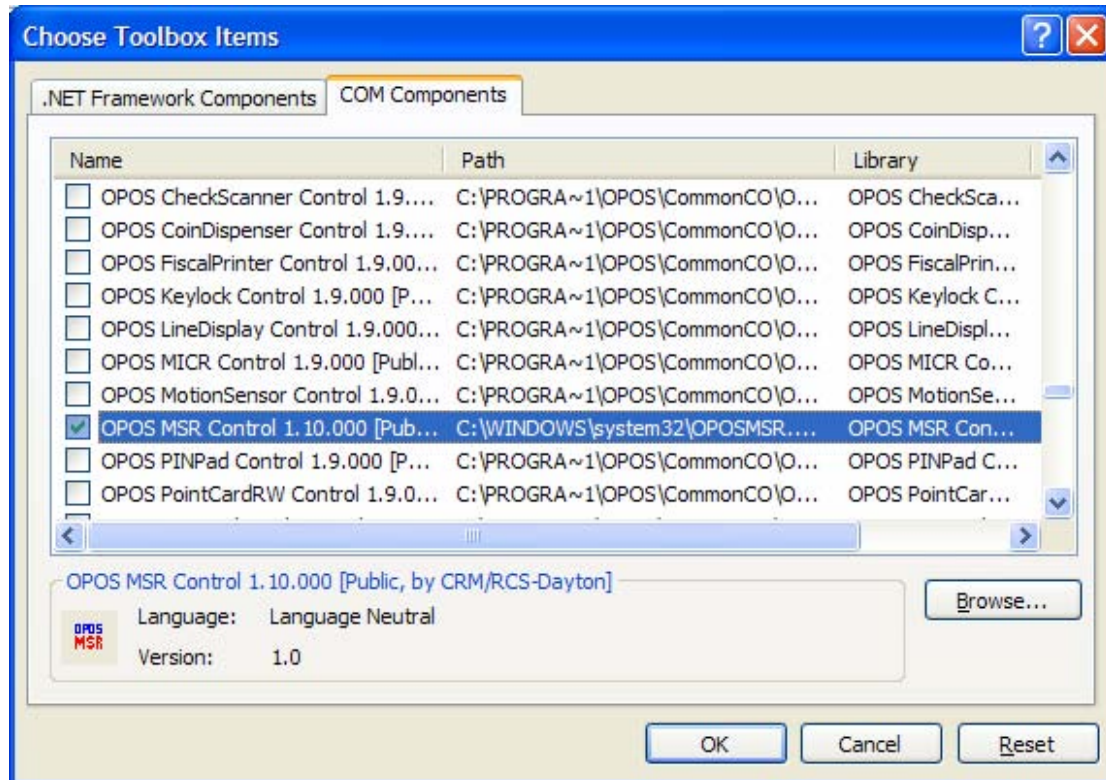 Choose Toolbox Items
.NET Framework Components COM Components
Name Path Library
OPOS CheckScanner Control 1.9.... C:\PROGRA~1\OPOS\CommonCO\O... OPOS CheckSca...
OPOS CoinDispenser Control 1.9.... C:\PROGRA~1\OPOS\CommonCO\O... OPOS CoinDisp...
OPOS FiscalPrinter Control 1.9.00... C:\PROGRA~1\OPOS\CommonCO\O... OPOS FiscalPrin...
OPOS Keylock Control 1.9.000 [P... C:\PROGRA~1\OPOS\CommonCO\O... OPOS Keylock C...
OPOS LineDisplay Control 1.9.000... C:\PROGRA~1\OPOS\CommonCO\O... OPOS LineDispl...
OPOS MICR Control 1.9.000 [Publ... C:\PROGRA~1\OPOS\CommonCO\O... OPOS MICR Co...
OPOS MotionSensor Control 1.9.0... C:\PROGRA~1\OPOS\CommonCO\O... OPOS MotionSe...
OPOS MSR Control 1.10.000 [Pub... C:\WINDOWS\system32\OPOSMSR.... OPOS MSR Con...
OPOS PINPad Control 1.9.000 [P... C:\PROGRA~1\OPOS\CommonCO\O... OPOS PINPad C...
OPOS PointCardRW Control 1.9.0... C:\PROGRA~1\OPOS\CommonCO\O... OPOS PointCar...
OPOS MSR Control 1.10.000 [Public, by CRM/RCS-Dayton]
Browse...
OPOS
MSR
Language: Language Neutral
Version: 1.0
OK Cancel Reset